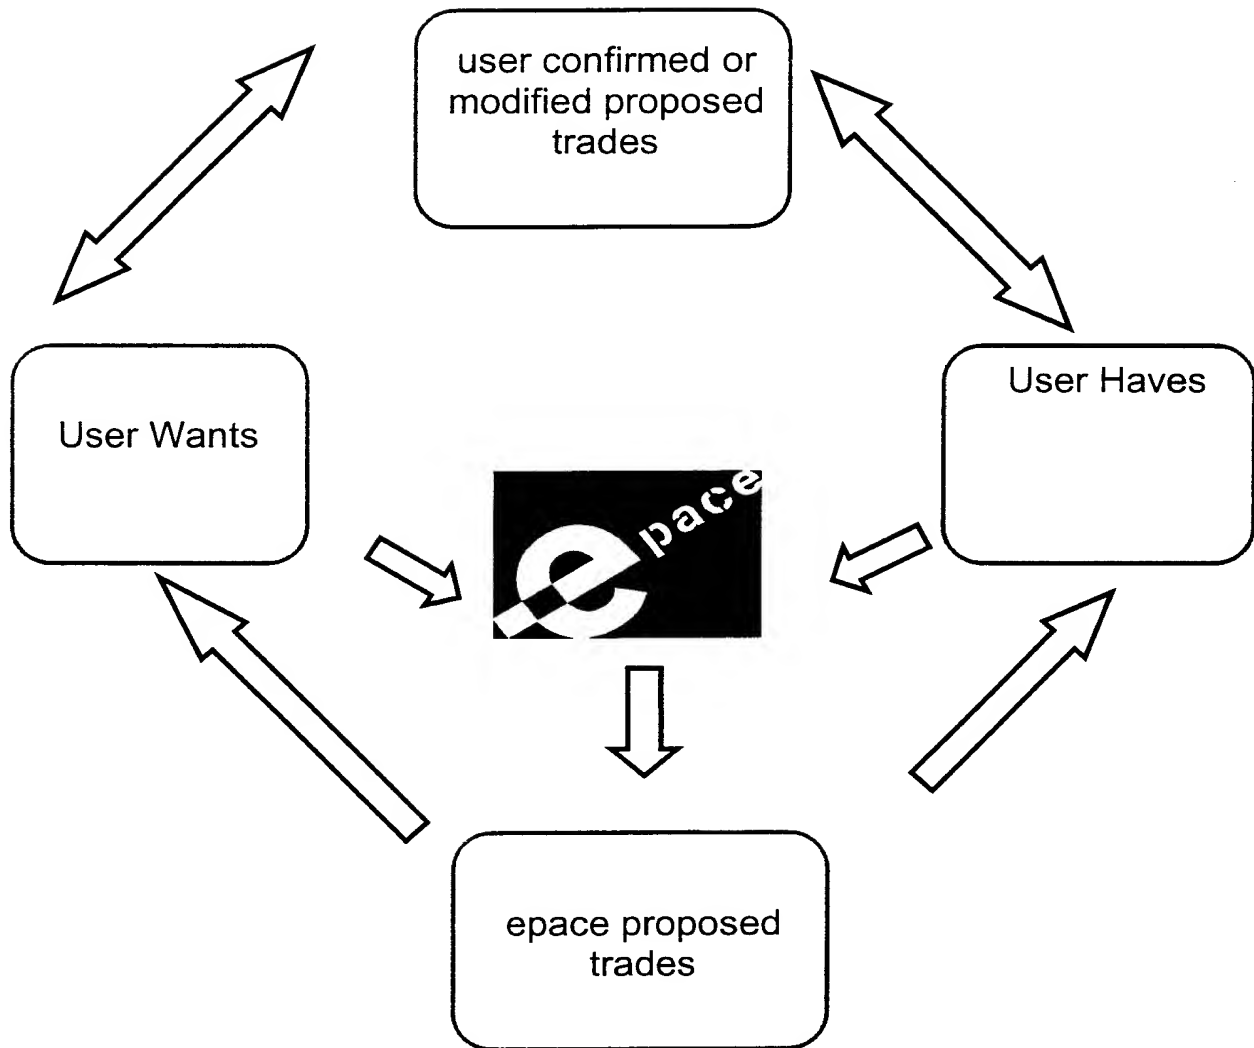 user confirmed or
modified proposed
trades
User Wants
User Haves
epace
epace proposed
trades